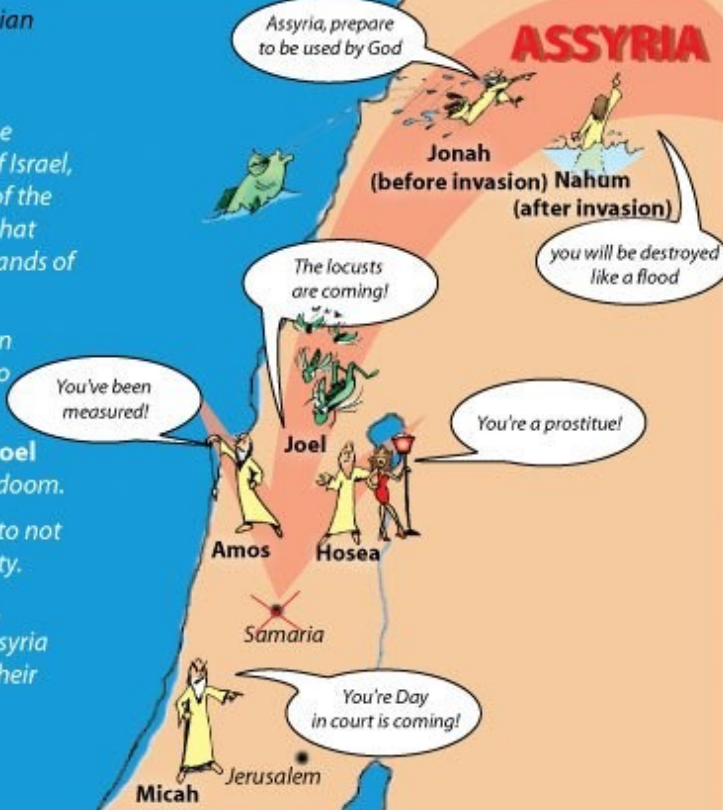 ian
Assyria, prepare
to be used by God
ASSYRIA
e
f Israel,
of the
hat
ands of
Jonah
(before invasion)
Nahum
(after invasion)
you will be destroyed
like a flood
The locusts
are coming!
n
o
You've been
measured!
You're a prostitue!
Joel
oel
doom.
to not
ty.
Amos
Hosea
Samaria
syria
heir
You're Day
in court is coming!
Jerusalem
Micah